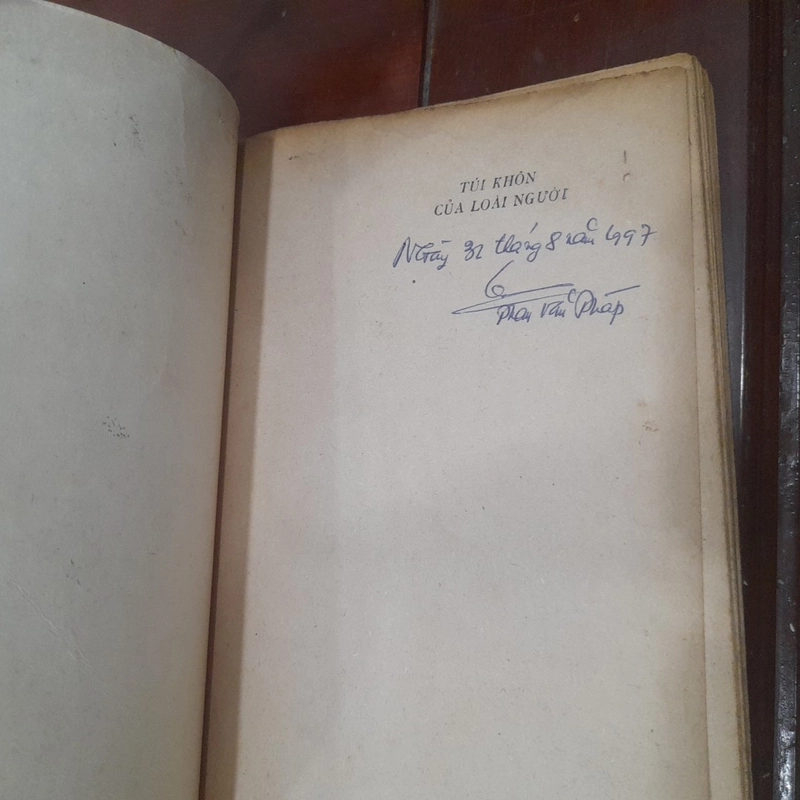 TÚI KHÔN
CỦA LOÀI NGƯỜI
Ngày 31 tháng 8 năm 1997
Phan Văn Pháp